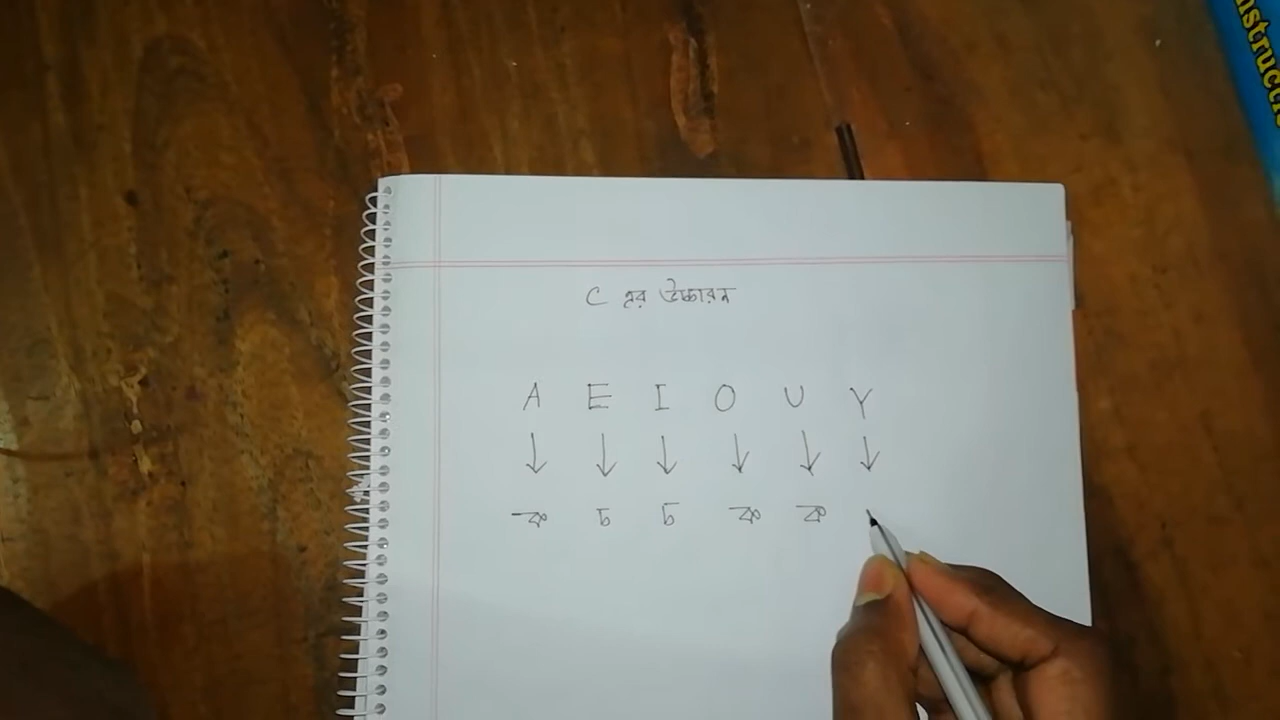 C এর উচ্চারন
A E I O U Y
↓ ↓ ↓ ↓ ↓ ↓
ক চ চ ক ক